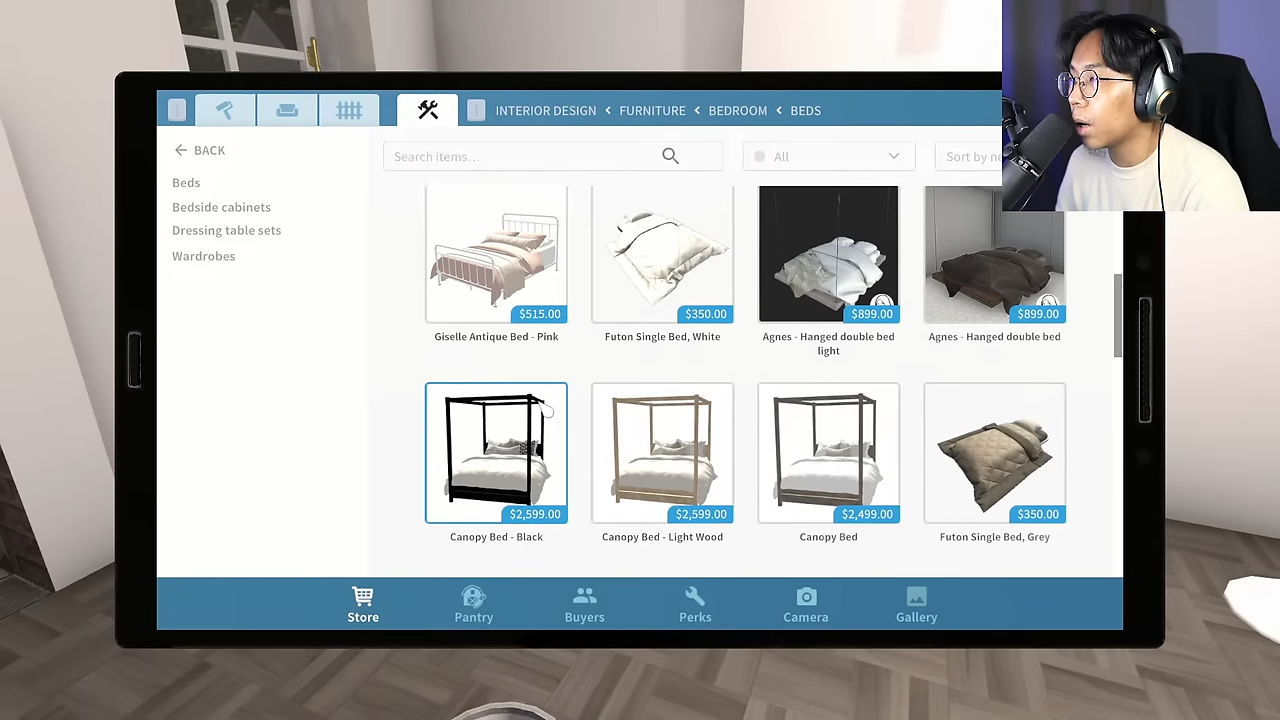 INTERIOR DESIGN < FURNITURE < BEDROOM < BEDS
BACK
Search items...
All
Sort by
Beds
Bedside cabinets
Dressing table sets
Wardrobes
$515.00
$350.00
$899.00
$899.00
Giselle Antique Bed - Pink
Futon Single Bed, White
Agnes - Hanged double bed
light
Agnes - Hanged double bed
$2,599.00
$2,599.00
$2,499.00
$350.00
Canopy Bed - Black
Canopy Bed - Light Wood
Canopy Bed
Futon Single Bed, Grey
Store
Pantry
Buyers
Perks
Camera
Gallery